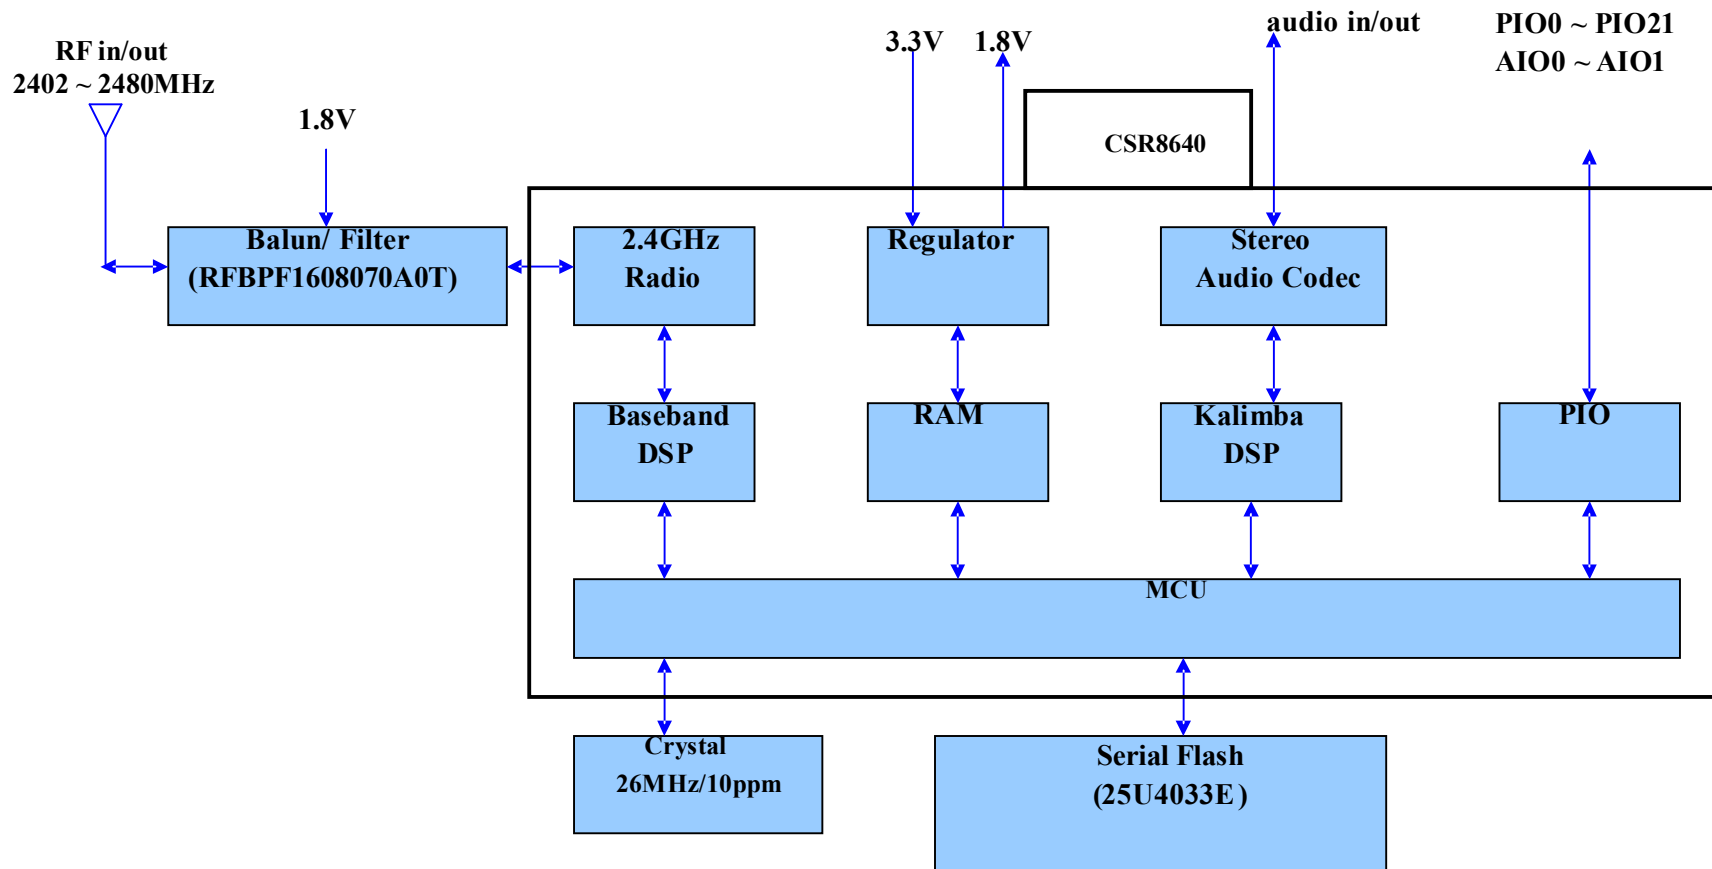 RF in/out
2402 ~ 2480MHz
1.8V
3.3V
1.8V
audio in/out
PIO0 ~ PIO21
AIO0 ~ AIO1
CSR8640
Balun/ Filter
(RFBPF1608070A0T)
2.4GHz
Radio
Regulator
Stereo
Audio Codec
Baseband
DSP
RAM
Kalimba
DSP
PIO
MCU
Crystal
26MHz/10ppm
Serial Flash
(25U4033E)